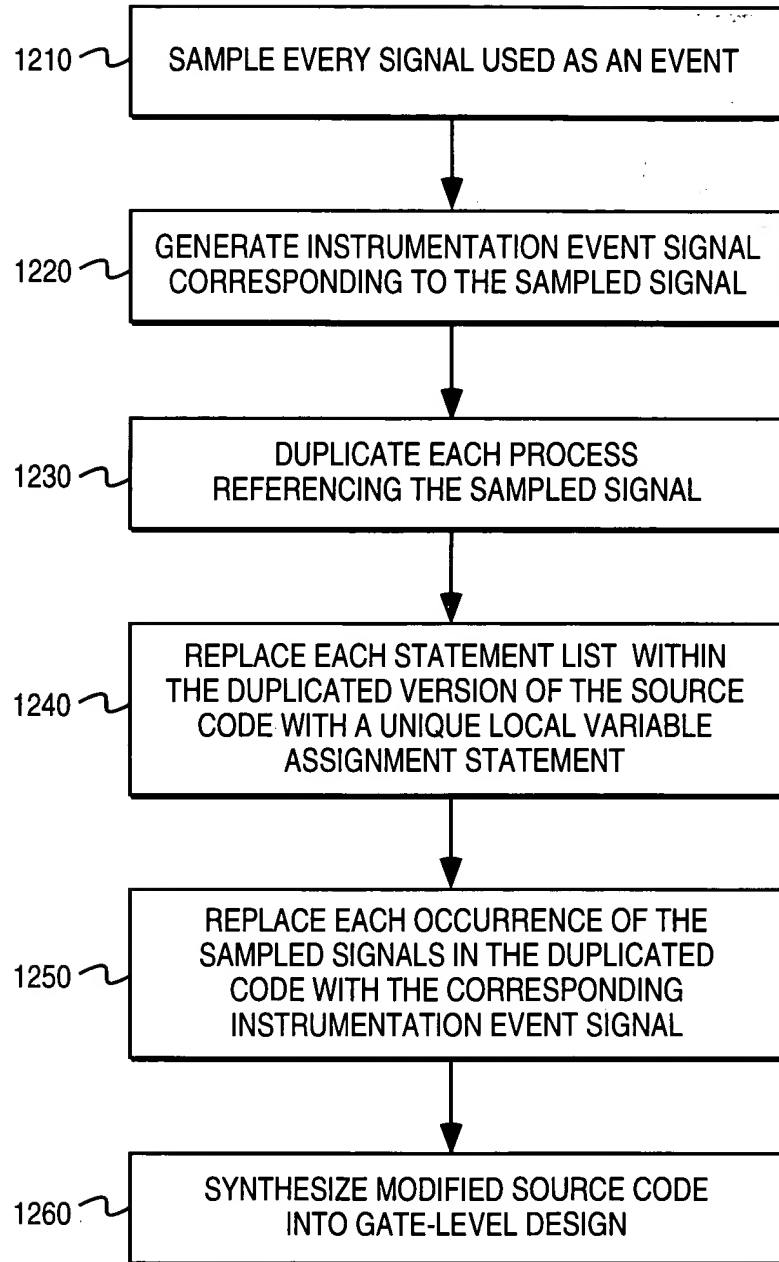 1210
SAMPLE EVERY SIGNAL USED AS AN EVENT
1220
GENERATE INSTRUMENTATION EVENT SIGNAL
CORRESPONDING TO THE SAMPLED SIGNAL
1230
DUPLICATE EACH PROCESS
REFERENCING THE SAMPLED SIGNAL
1240
REPLACE EACH STATEMENT LIST WITHIN
THE DUPLICATED VERSION OF THE SOURCE
CODE WITH A UNIQUE LOCAL VARIABLE
ASSIGNMENT STATEMENT
1250
REPLACE EACH OCCURRENCE OF THE
SAMPLED SIGNALS IN THE DUPLICATED
CODE WITH THE CORRESPONDING
INSTRUMENTATION EVENT SIGNAL
1260
SYNTHESIZE MODIFIED SOURCE CODE
INTO GATE-LEVEL DESIGN